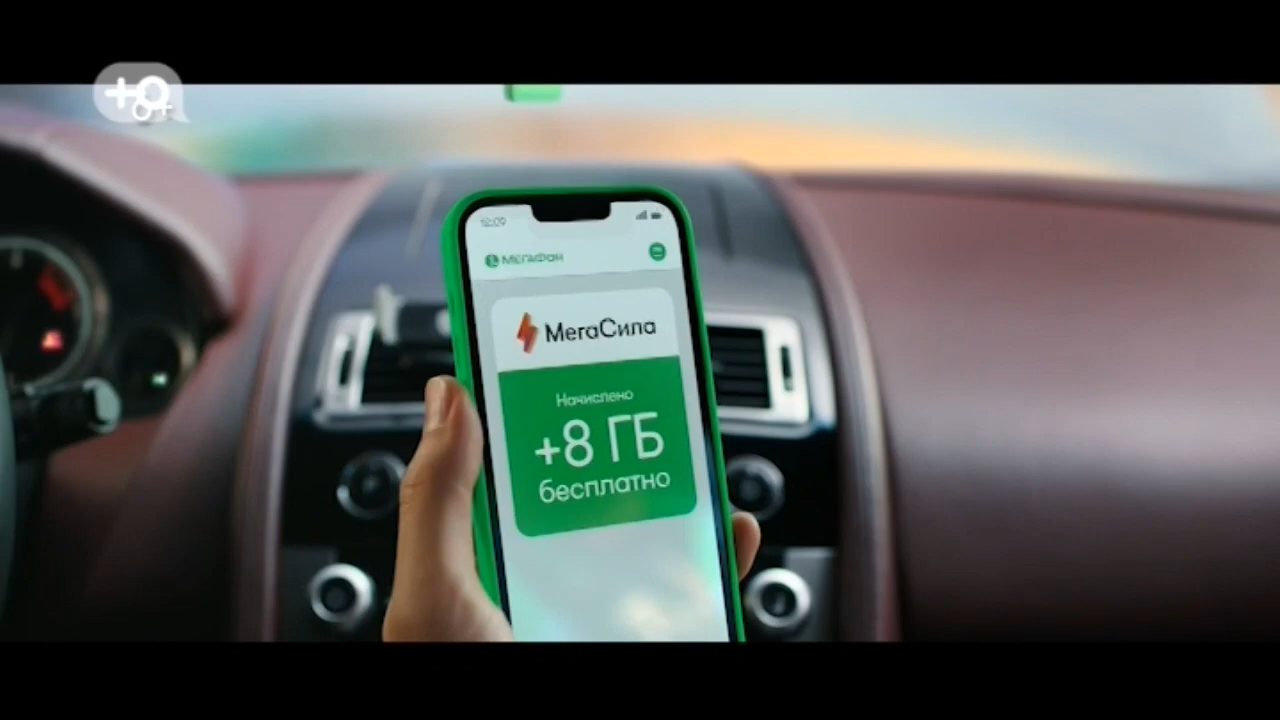 +Ю
0+
12:09
МегаФон
МегаСила
Начислено
+8 ГБ
бесплатно